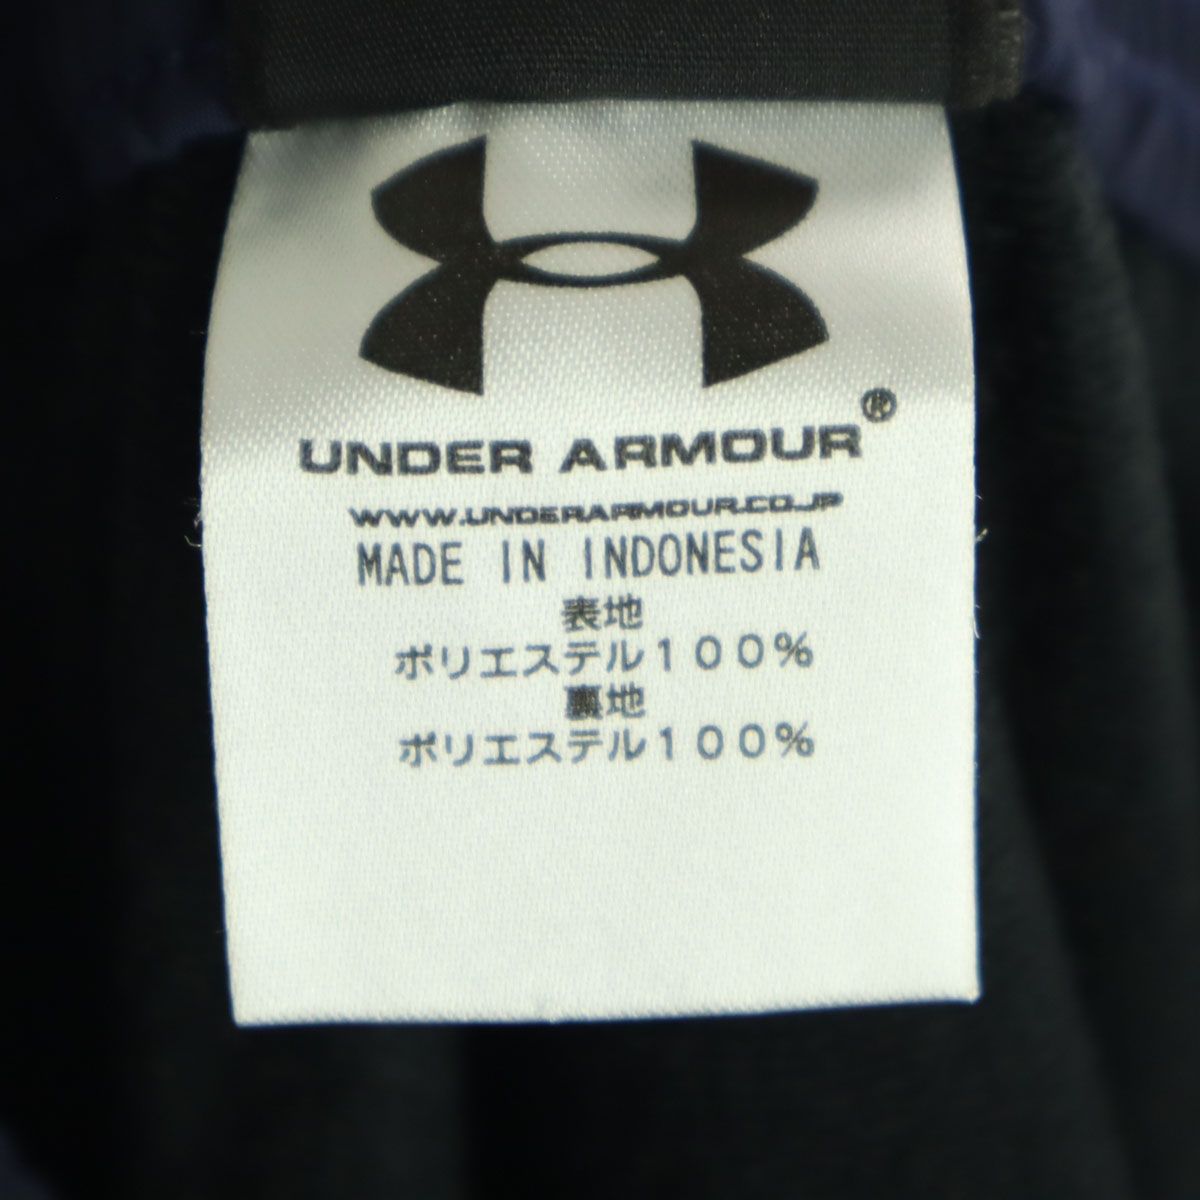 UNDER ARMOUR®
WWW.UNDERARMOUR.CO.JP
MADE IN INDONESIA
表地
ポリエステル100%
裏地
ポリエステル100%